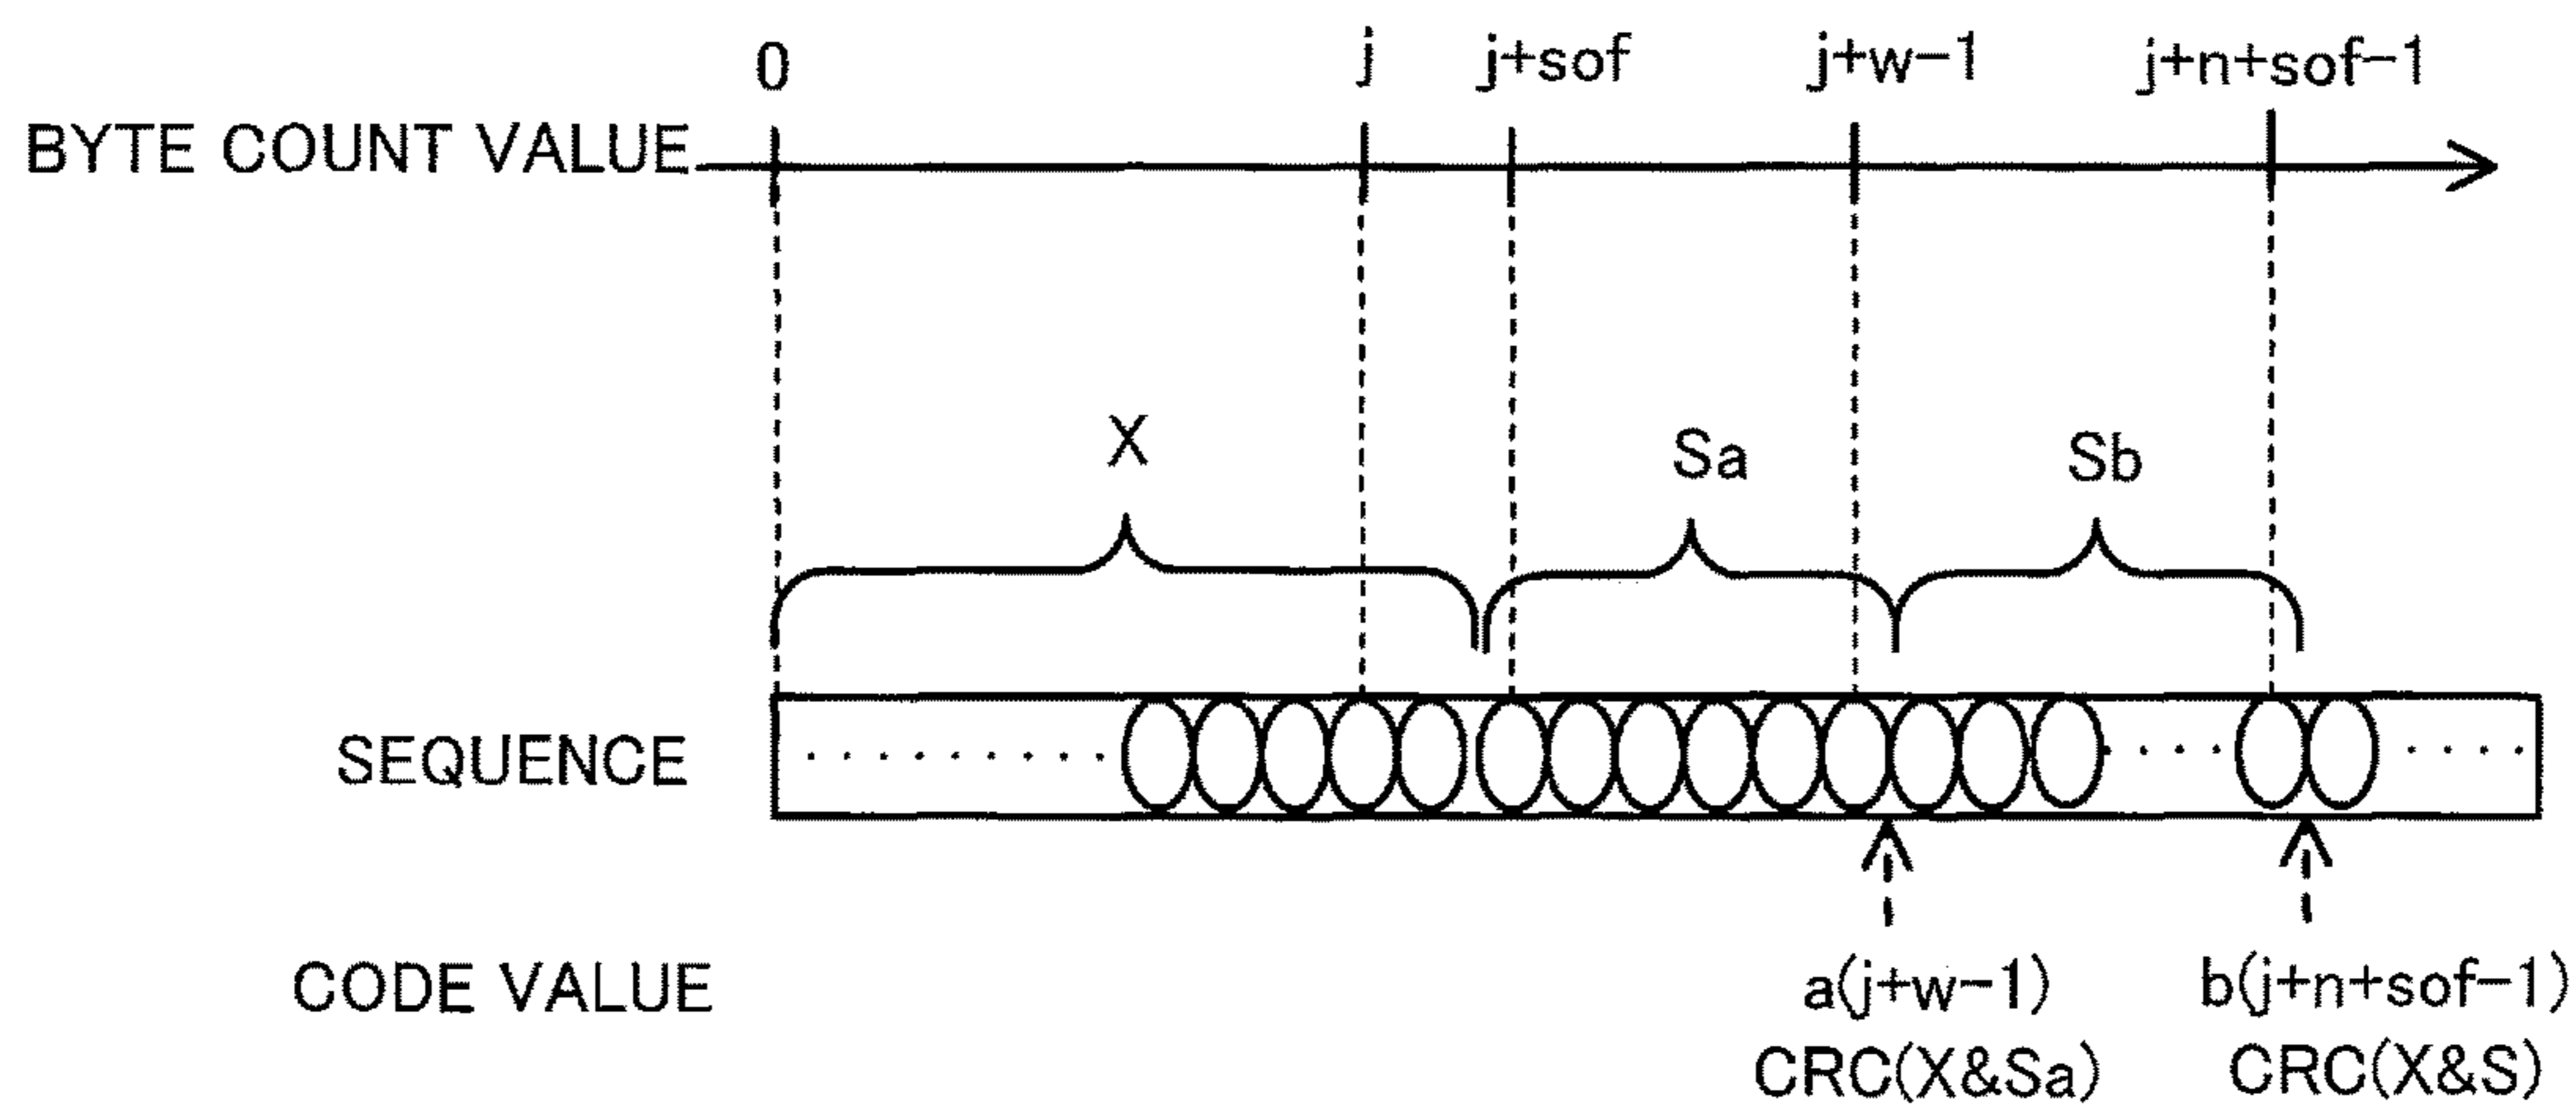 0 j j+sof j+w-1 j+n+sof-1
BYTE COUNT VALUE
X Sa Sb
SEQUENCE
CODE VALUE a(j+w-1) b(j+n+sof-1)
CRC(X&Sa) CRC(X&S)